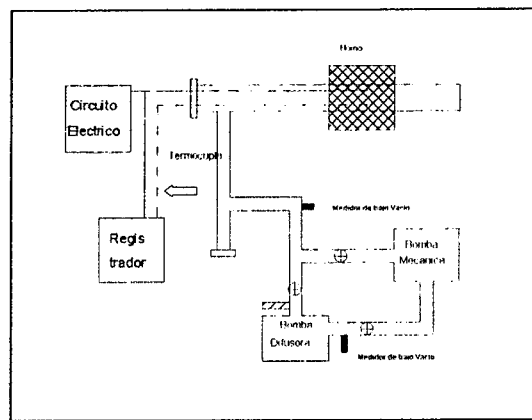 Horno
Circuito
Electrico
Termocupla
Medidor de bajo Vacio
Regis
trador
Bomba
Mecanica
Bomba
Difusora
Medidor de bajo Vacio